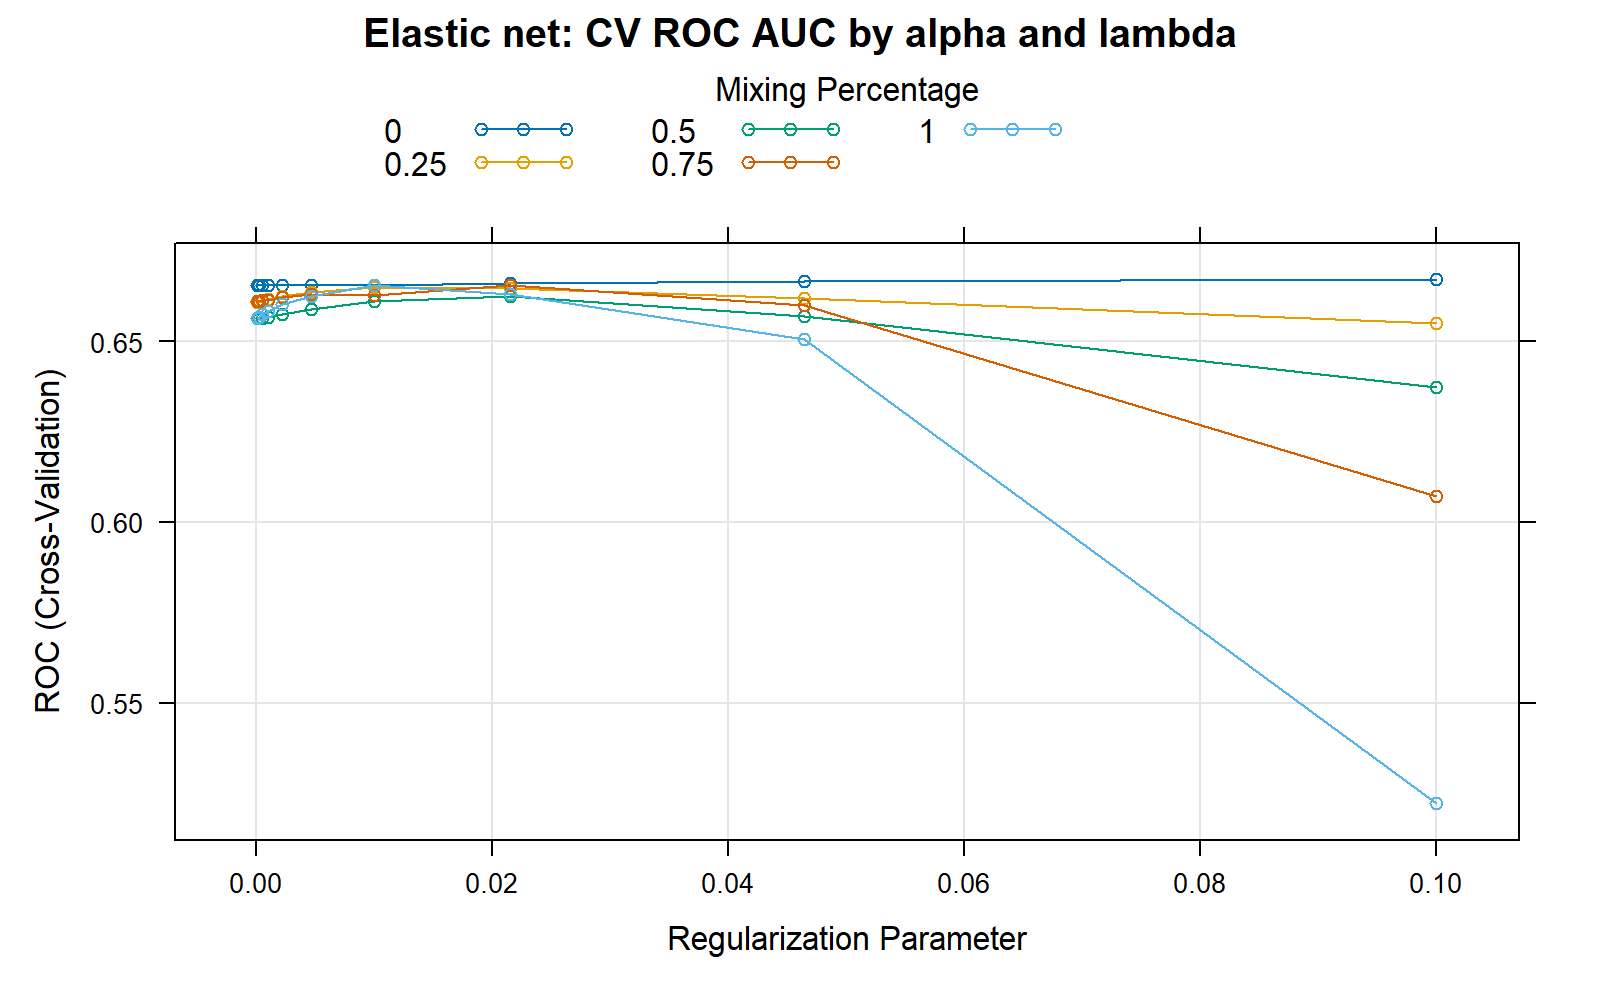 Elastic net: CV ROC AUC by alpha and lambda
Mixing Percentage
0 0.5 1
0.25 0.75
ROC (Cross-Validation)
0.65
0.60
0.55
0.00 0.02 0.04 0.06 0.08 0.10
Regularization Parameter